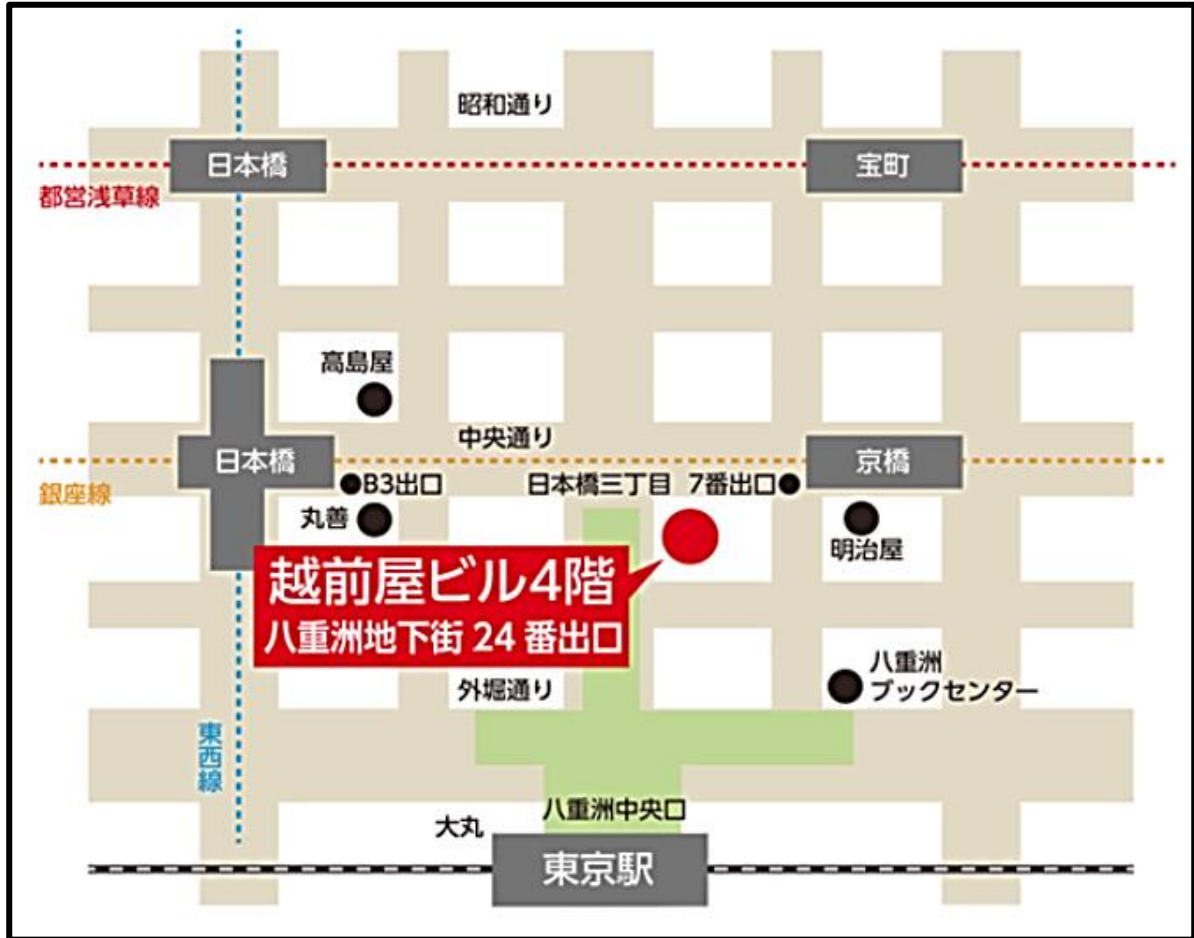 昭和通り
日本橋
宝町
都営浅草線
高島屋
中央通り
日本橋
京橋
銀座線
B3出口
日本橋三丁目 7番出口
丸善
明治屋
越前屋ビル4階
八重洲地下街 24 番出口
八重洲
ブックセンター
外堀通り
東西線
八重洲中央口
大丸
東京駅